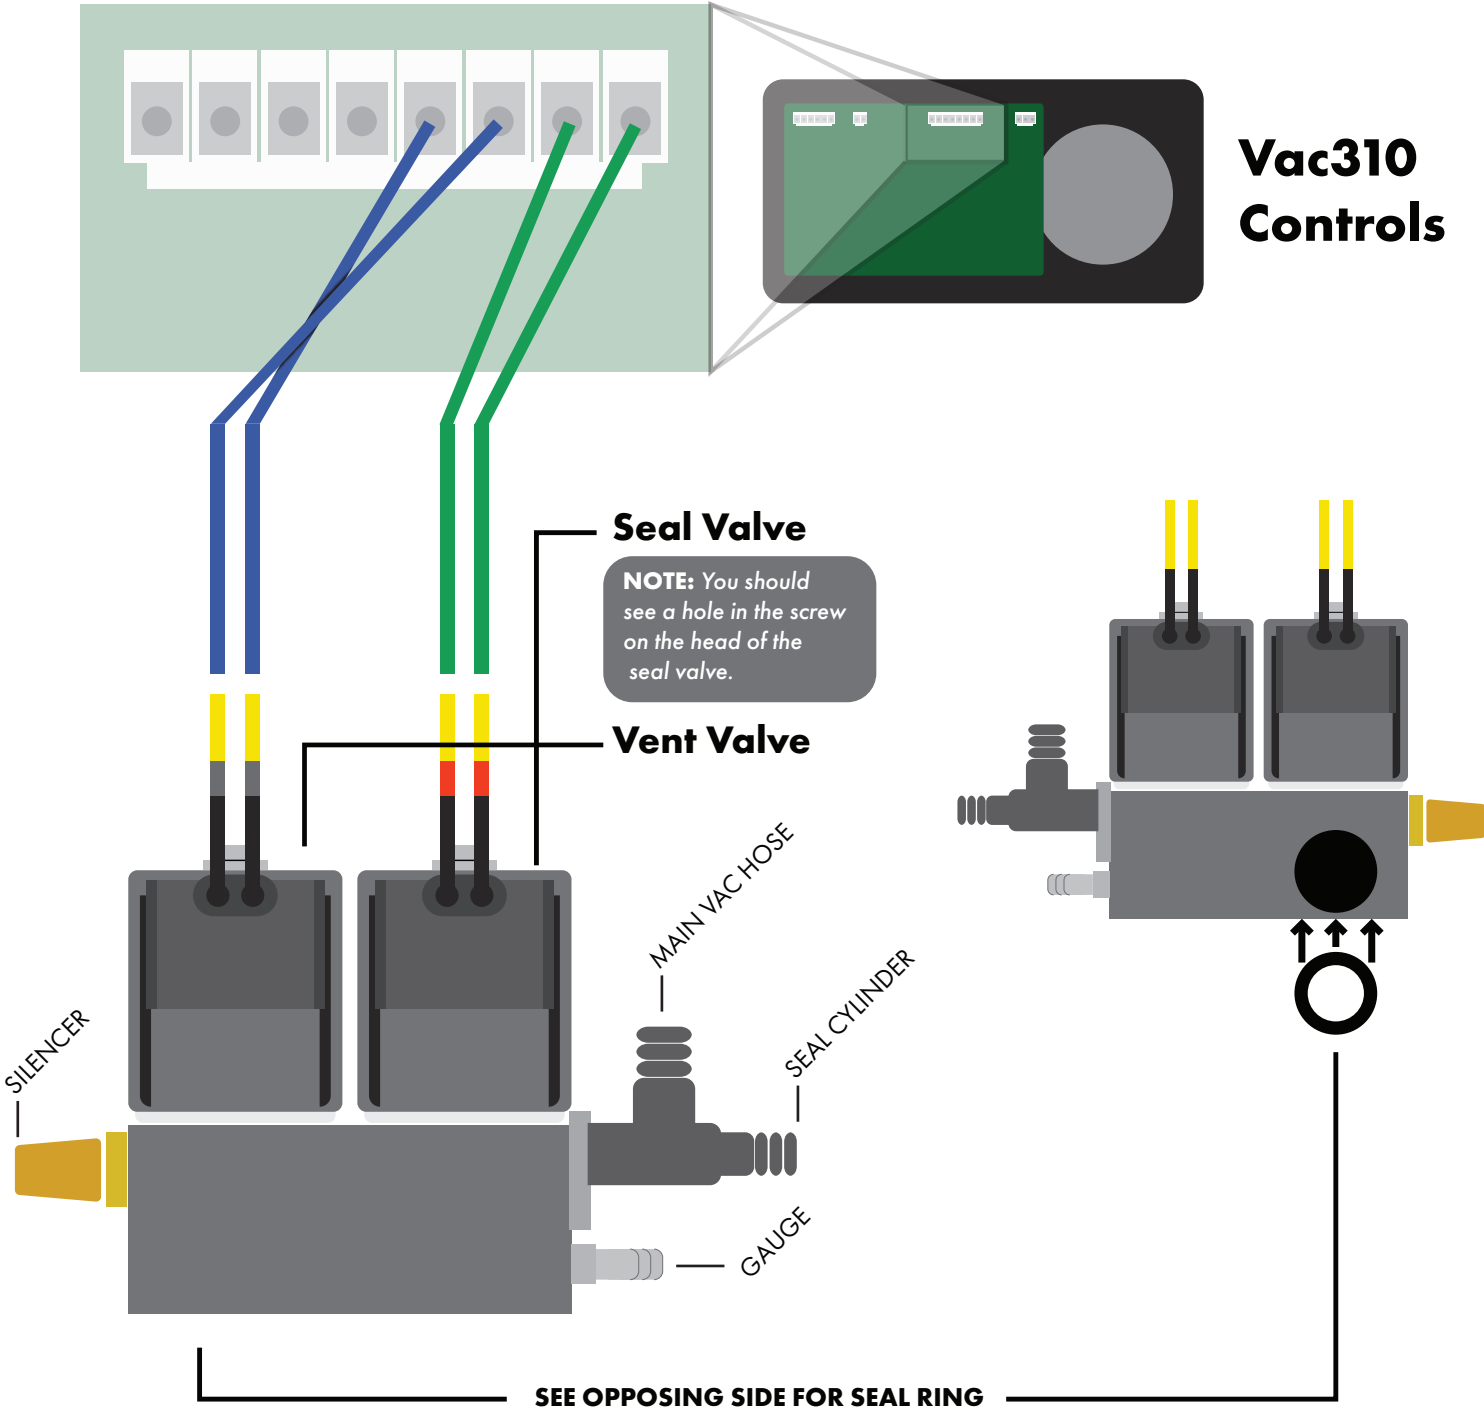 Vac310
Controls
Seal Valve
NOTE: You should
see a hole in the screw
on the head of the
seal valve.
Vent Valve
MAIN VAC HOSE
SEAL CYLINDER
SILENCER
GAUGE
SEE OPPOSING SIDE FOR SEAL RING